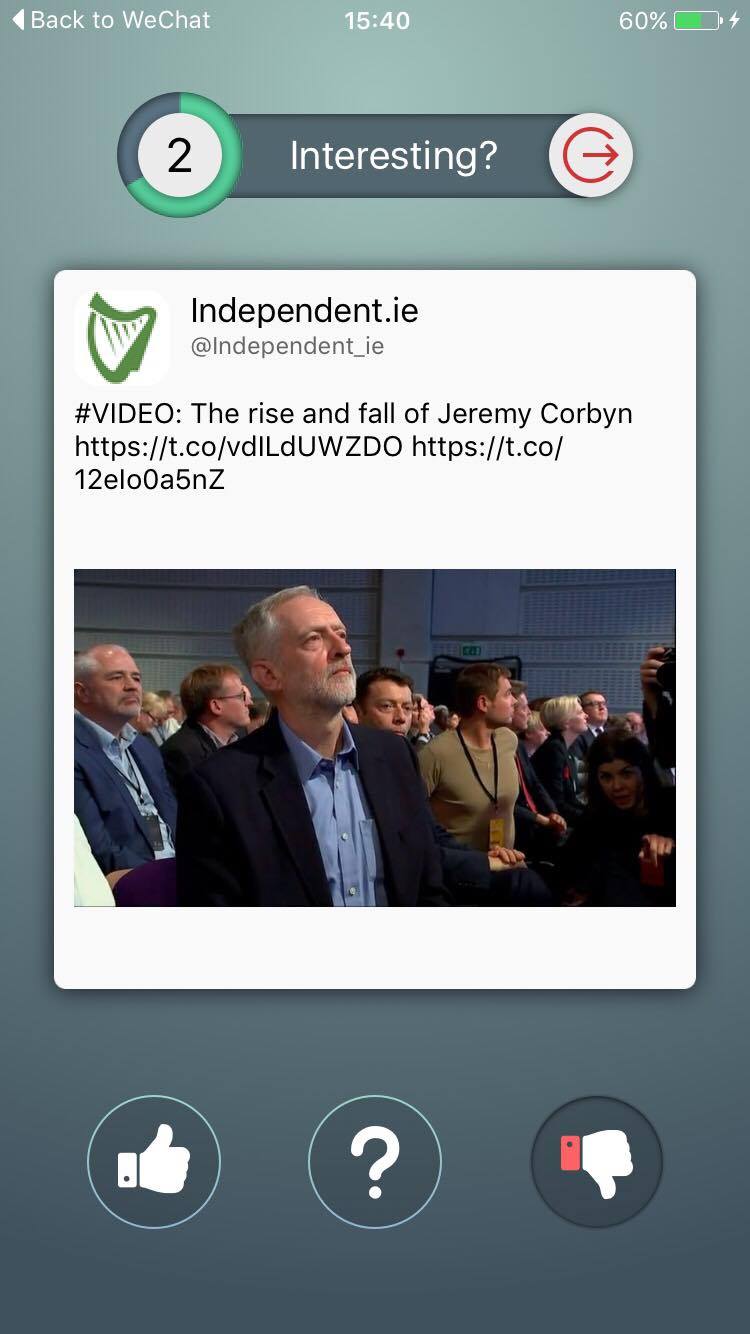 Back to WeChat
15:40
60%
2
Interesting?
Independent.ie
@Independent_ie
#VIDEO: The rise and fall of Jeremy Corbyn
https://t.co/vdILdUWZDO https://t.co/
12eIo0a5nZ
?